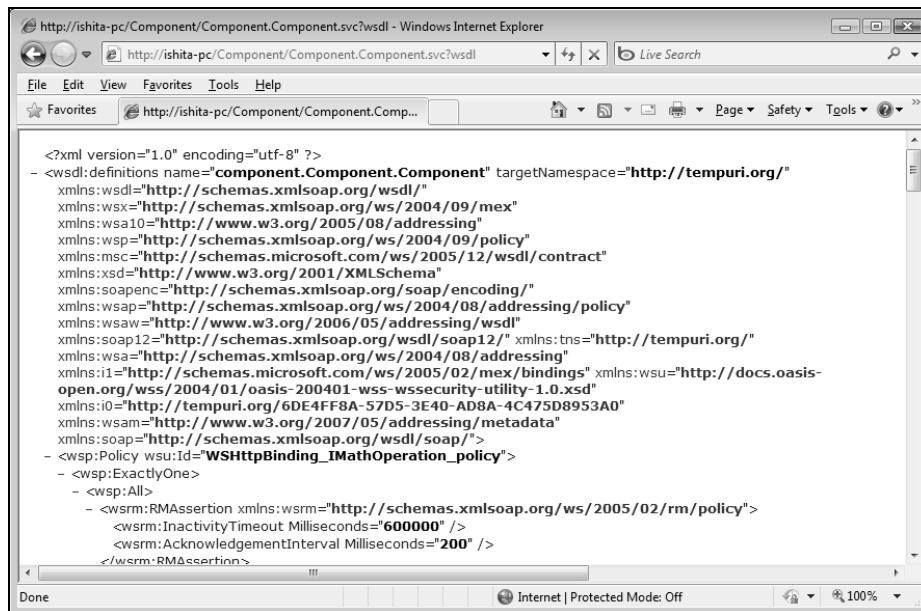 http://ishita-pc/Component/Component.Component.svc?wsdl - Windows Internet Explorer
http://ishita-pc/Component/Component.Component.svc?wsdl
Live Search
File Edit View Favorites Tools Help
Favorites
http://ishita-pc/Component/Component.Comp...
Page Safety Tools
<?xml version="1.0" encoding="utf-8" ?>
- <wsdl:definitions name="component.Component.Component" targetNamespace="http://tempuri.org/"
xmlns:wsdl="http://schemas.xmlsoap.org/wsdl/"
xmlns:wsx="http://schemas.xmlsoap.org/ws/2004/09/mex"
xmlns:wsa10="http://www.w3.org/2005/08/addressing"
xmlns:wsp="http://schemas.xmlsoap.org/ws/2004/09/policy"
xmlns:msc="http://schemas.microsoft.com/ws/2005/12/wsdl/contract"
xmlns:xsd="http://www.w3.org/2001/XMLSchema"
xmlns:soapenc="http://schemas.xmlsoap.org/soap/encoding/"
xmlns:wsap="http://schemas.xmlsoap.org/ws/2004/08/addressing/policy"
xmlns:wsaw="http://www.w3.org/2006/05/addressing/wsdl"
xmlns:soap12="http://schemas.xmlsoap.org/wsdl/soap12/" xmlns:tns="http://tempuri.org/"
xmlns:wsa="http://schemas.xmlsoap.org/ws/2004/08/addressing"
xmlns:i1="http://schemas.microsoft.com/ws/2005/02/mex/bindings" xmlns:wsu="http://docs.oasis-
open.org/wss/2004/01/oasis-200401-wss-wssecurity-utility-1.0.xsd"
xmlns:i0="http://tempuri.org/6DE4FF8A-57D5-3E40-AD8A-4C475D8953A0"
xmlns:wsam="http://www.w3.org/2007/05/addressing/metadata"
xmlns:soap="http://schemas.xmlsoap.org/wsdl/soap/">
- <wsp:Policy wsu:Id="WSHttpBinding_IMathOperation_policy">
- <wsp:ExactlyOne>
- <wsp:All>
- <wsrm:RMAssertion xmlns:wsrm="http://schemas.xmlsoap.org/ws/2005/02/rm/policy">
<wsrm:InactivityTimeout Milliseconds="600000" />
<wsrm:AcknowledgementInterval Milliseconds="200" />
</wsrm:RMAssertion>
Done
Internet | Protected Mode: Off
100%